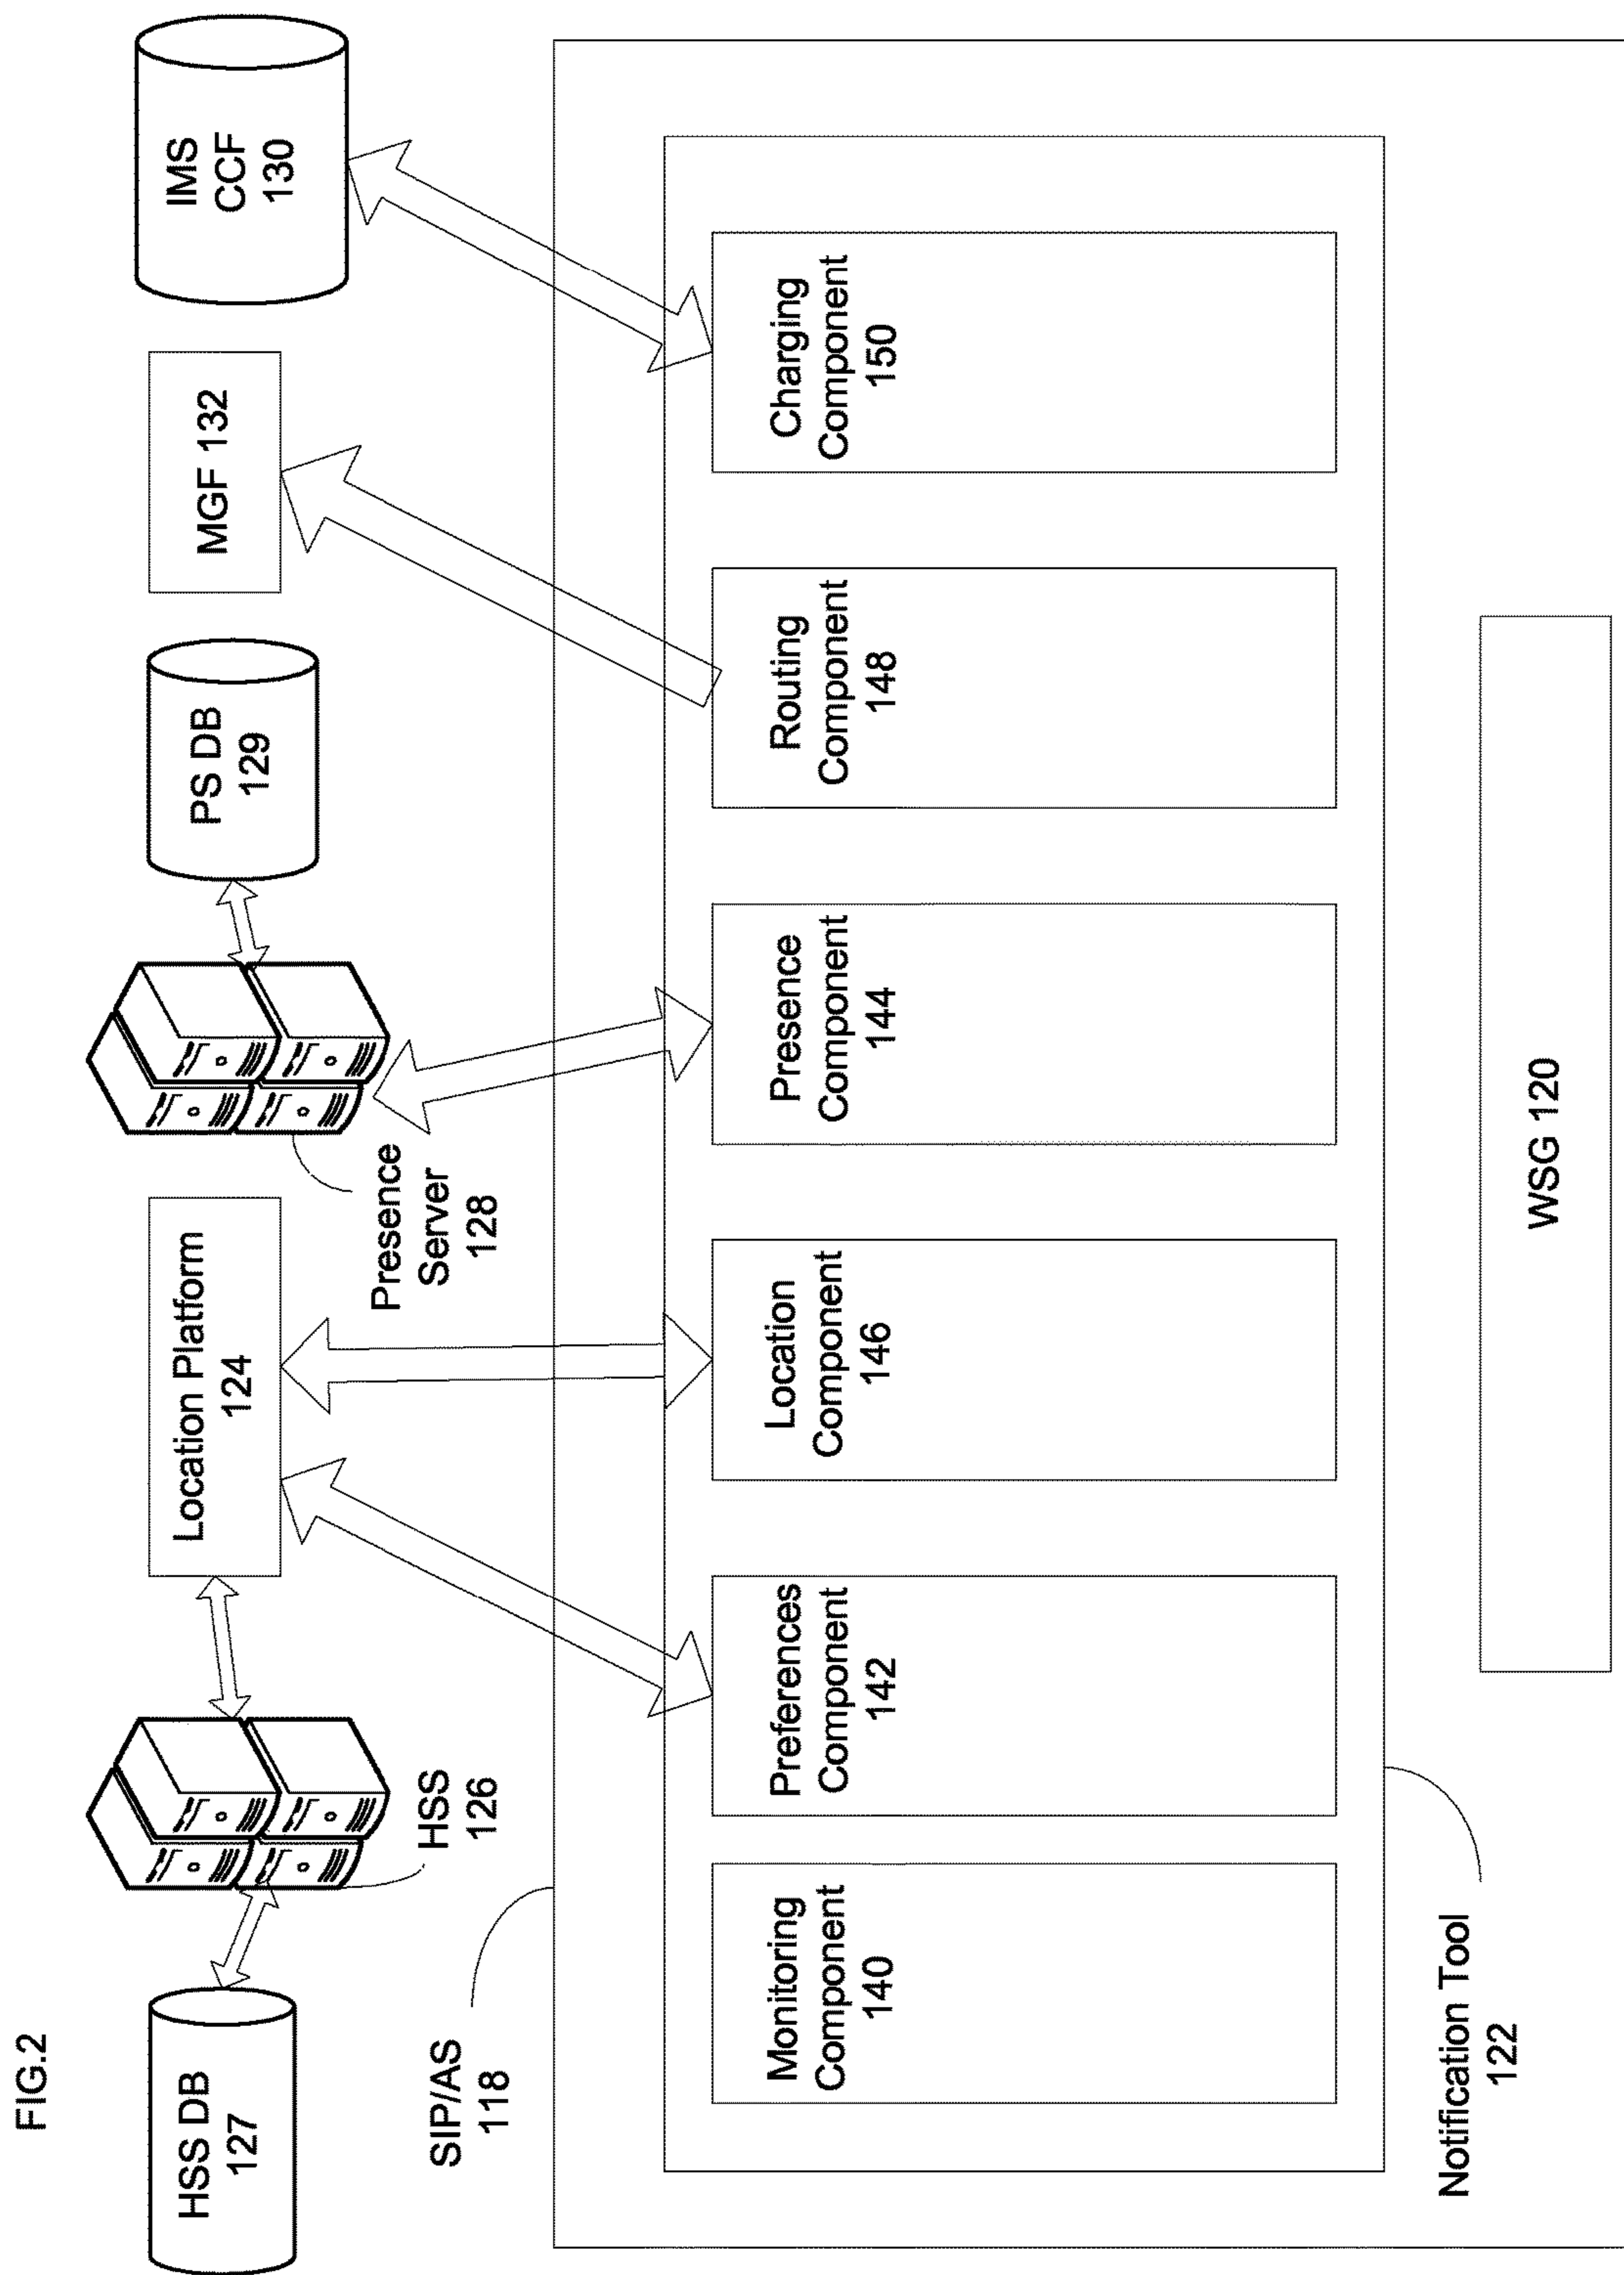 FIG.2
HSS DB
127
HSS
126
Location Platform
124
Presence
Server
128
PS DB
129
MGF 132
IMS
CCF
130
SIP/AS
118
Monitoring
Component
140
Preferences
Component
142
Location
Component
146
Presence
Component
144
Routing
Component
148
Charging
Component
150
Notification Tool
122
WSG 120